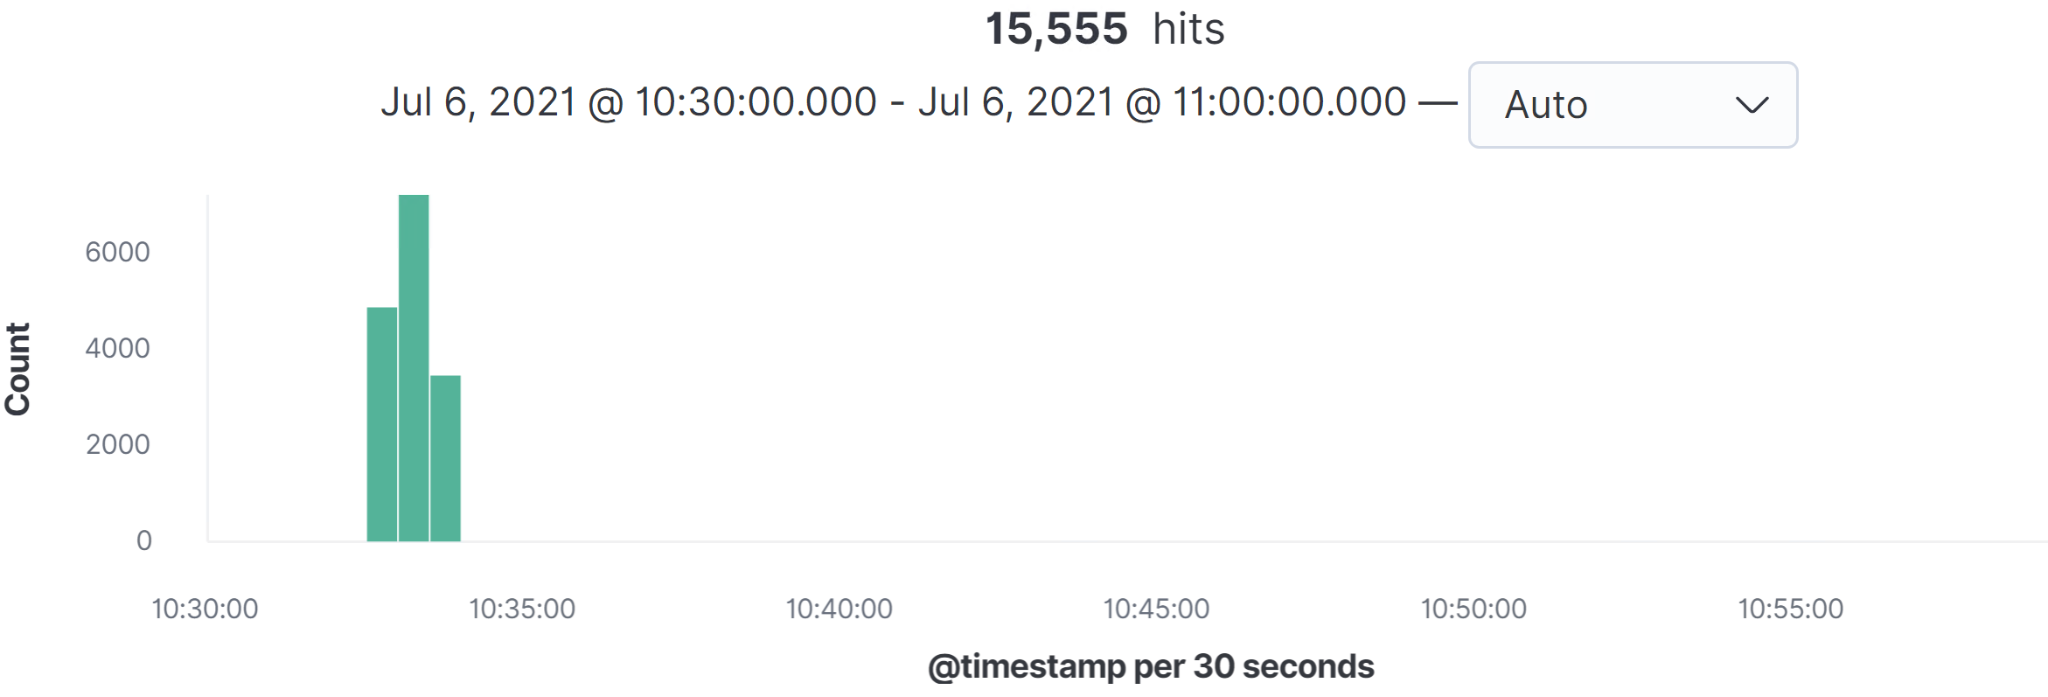 15,555 hits
Jul 6, 2021 @ 10:30:00.000 - Jul 6, 2021 @ 11:00:00.000 — Auto
Count
6000
4000
2000
0
10:30:00 10:35:00 10:40:00 10:45:00 10:50:00 10:55:00
@timestamp per 30 seconds